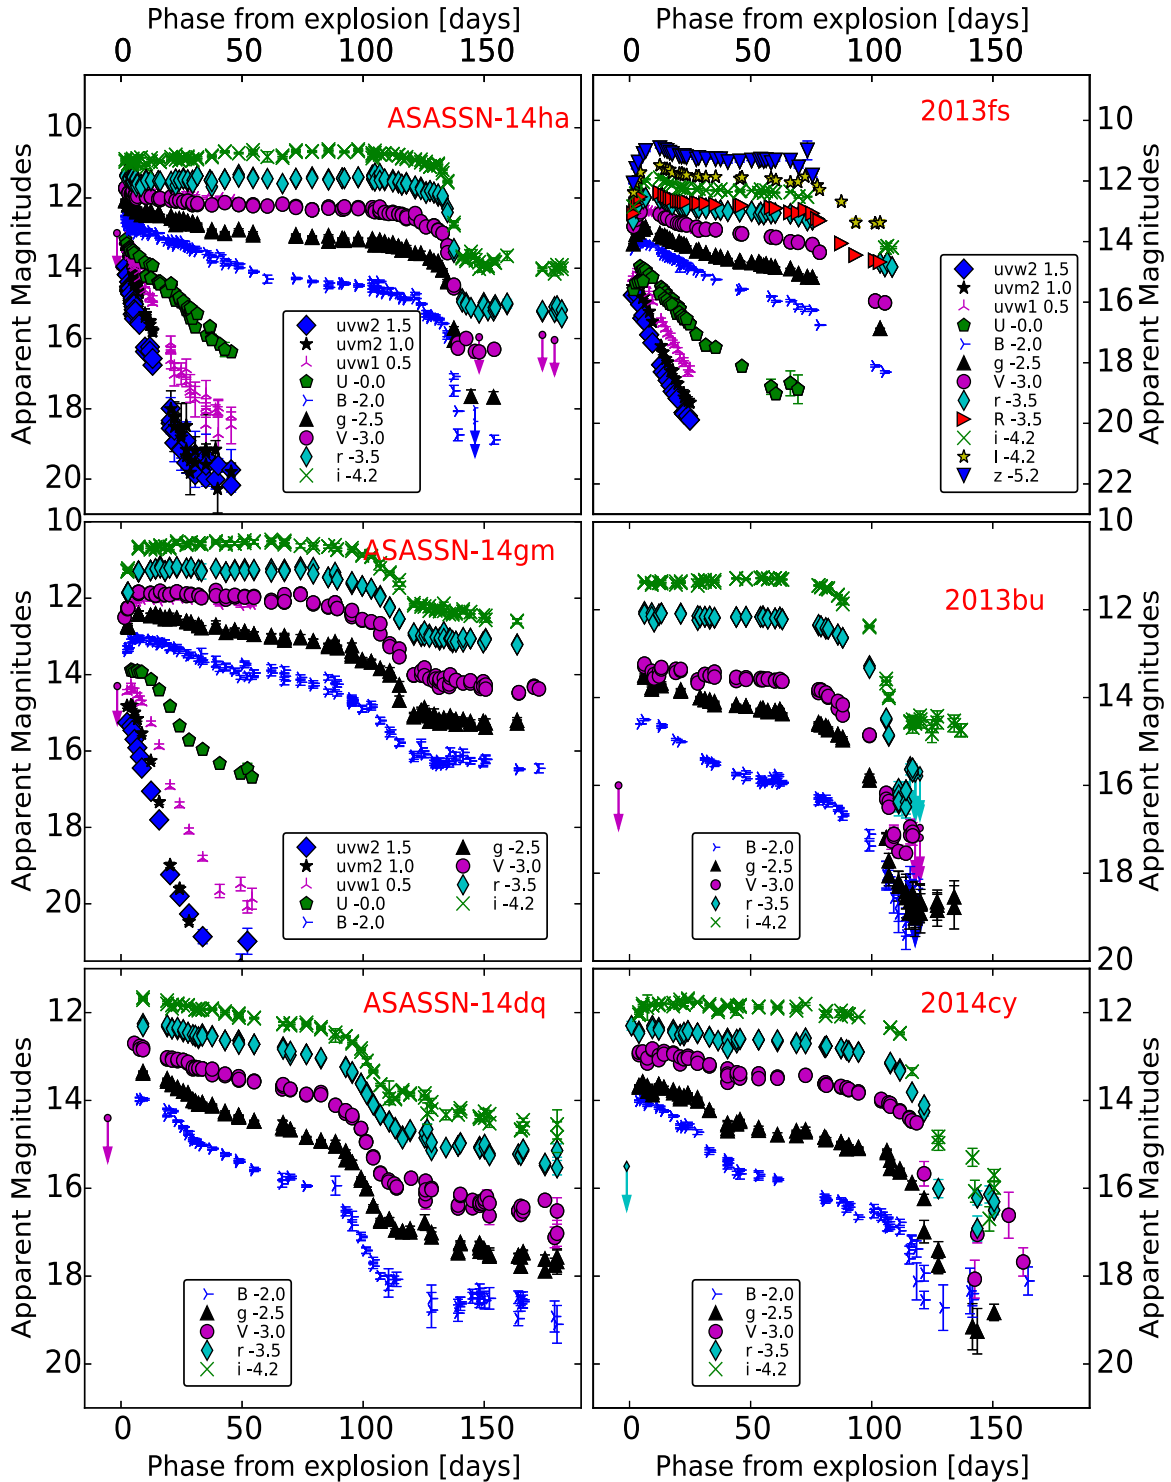 Phase from explosion [days]
Phase from explosion [days]
0 50 100 150
0 50 100 150
Apparent Magnitudes
10
12
14
16
18
20
ASASSN-14ha
uvw2 1.5
uvm2 1.0
uvw1 0.5
U -0.0
B -2.0
g -2.5
V -3.0
r -3.5
i -4.2
2013fs
uvw2 1.5
uvm2 1.0
uvw1 0.5
U -0.0
B -2.0
g -2.5
V -3.0
r -3.5
R -3.5
i -4.2
I -4.2
z -5.2
10
12
14
16
18
20
22
Apparent Magnitudes
Apparent Magnitudes
10
12
14
16
18
20
ASASSN-14gm
uvw2 1.5
uvm2 1.0
uvw1 0.5
U -0.0
B -2.0
g -2.5
V -3.0
r -3.5
i -4.2
2013bu
B -2.0
g -2.5
V -3.0
r -3.5
i -4.2
10
12
14
16
18
20
Apparent Magnitudes
Apparent Magnitudes
12
14
16
18
20
ASASSN-14dq
B -2.0
g -2.5
V -3.0
r -3.5
i -4.2
2014cy
B -2.0
g -2.5
V -3.0
r -3.5
i -4.2
12
14
16
18
20
Apparent Magnitudes
0 50 100 150
0 50 100 150
Phase from explosion [days]
Phase from explosion [days]